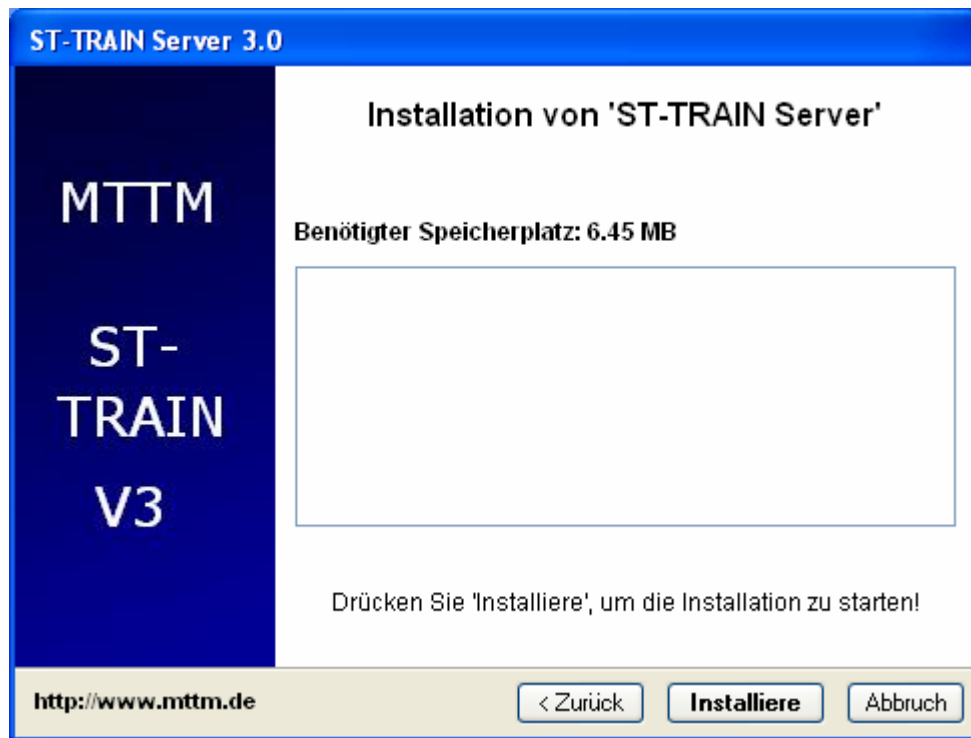 ST-TRAIN Server 3.0
MTTM
ST-
TRAIN
V3
Installation von 'ST-TRAIN Server'
Benötigter Speicherplatz: 6.45 MB
Drücken Sie 'Installiere', um die Installation zu starten!
http://www.mttm.de
< Zurück
Installiere
Abbruch